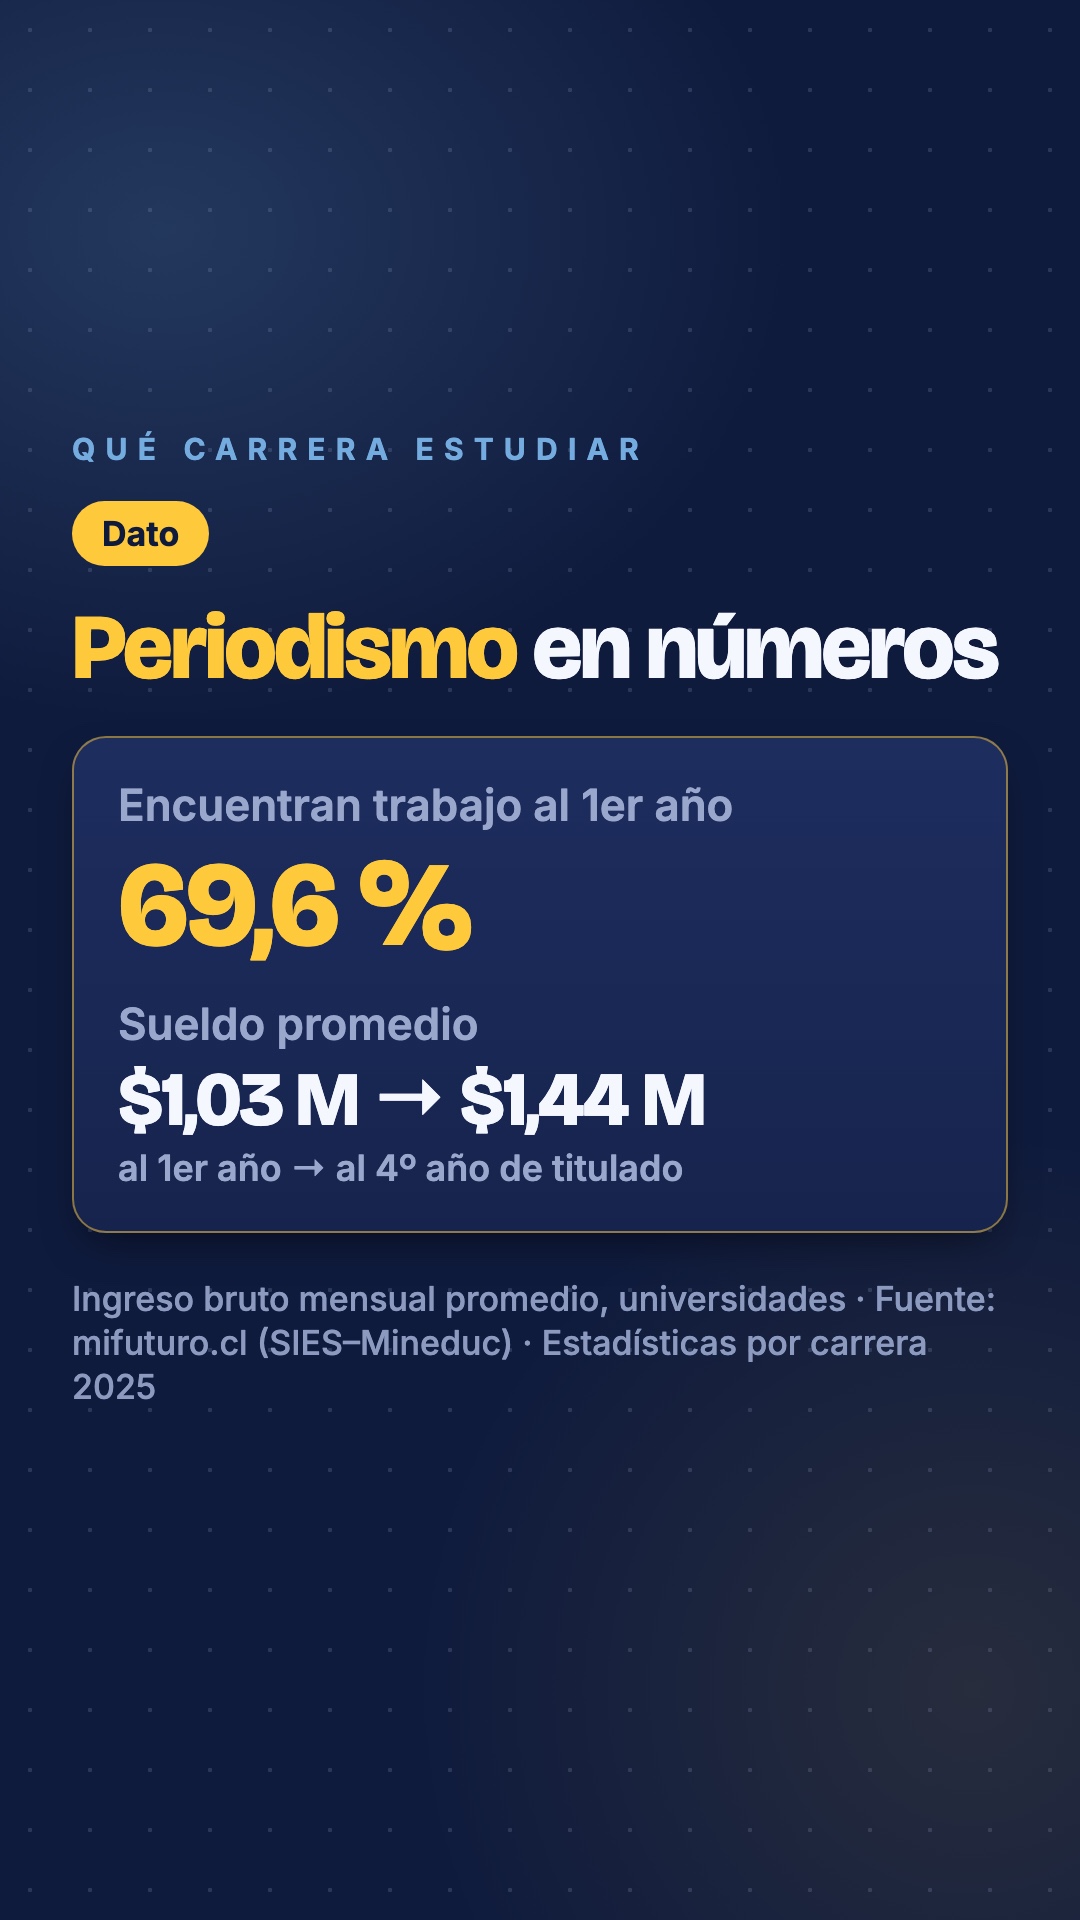 QUÉ CARRERA ESTUDIAR
Dato
Periodismo en números
Encuentran trabajo al 1er año
69,6 %
Sueldo promedio
$1,03 M → $1,44 M
al 1er año → al 4º año de titulado
Ingreso bruto mensual promedio, universidades · Fuente:
mifuturo.cl (SIES–Mineduc) · Estadísticas por carrera
2025